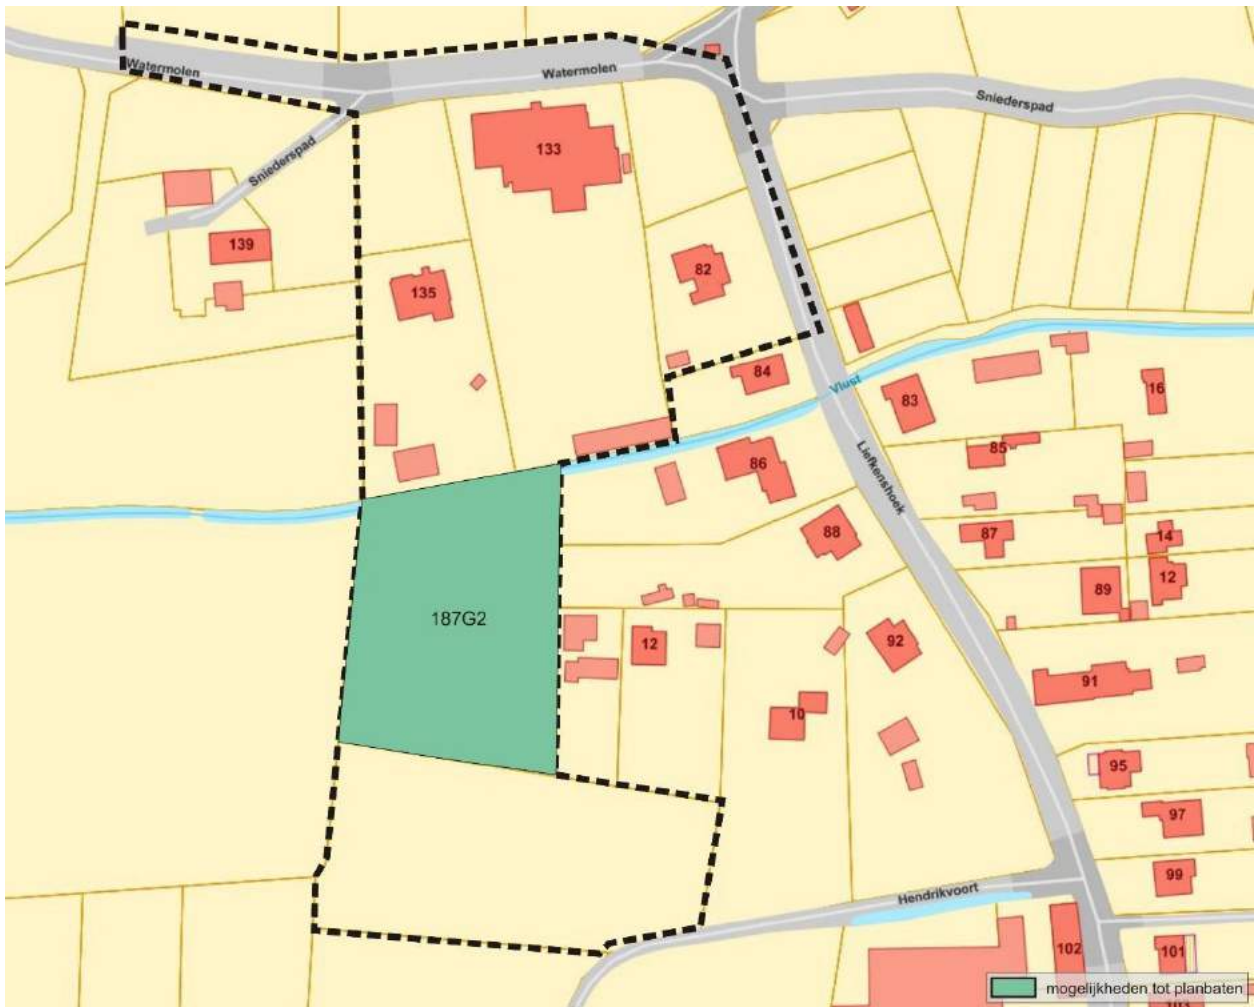 Watermolen
Watermolen
Sniederspad
Sniederspad
133
139
82
135
84
Vlust
83
16
85
86
Liefkenshoek
88
87
14
12
89
187G2
12
92
91
10
95
97
99
Hendrikvoort
102
101
103
mogelijkheden tot planbaten